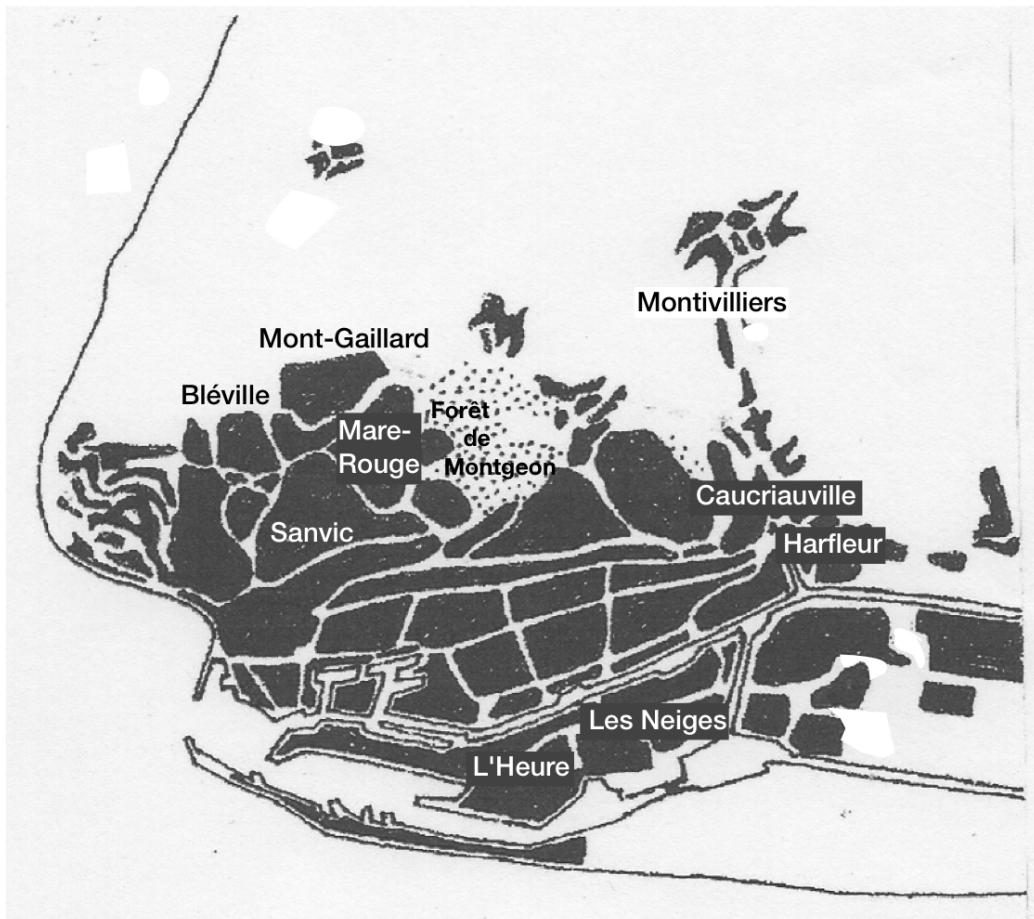 Montivilliers
Mont-Gaillard
Bléville
Forêt
de
Montgeon
Mare-
Rouge
Caucriauville
Sanvic
Harfleur
Les Neiges
L'Heure